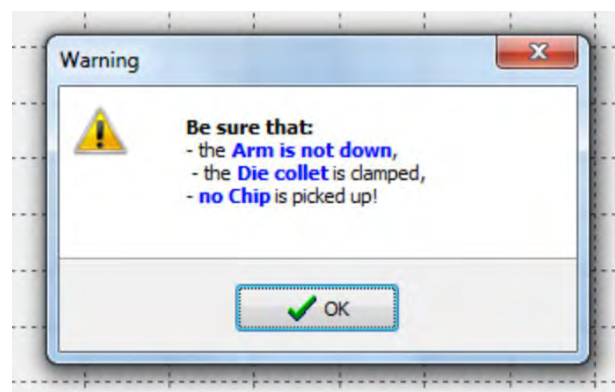 Warning
Be sure that:
- the Arm is not down,
- the Die collet is clamped,
- no Chip is picked up!
OK